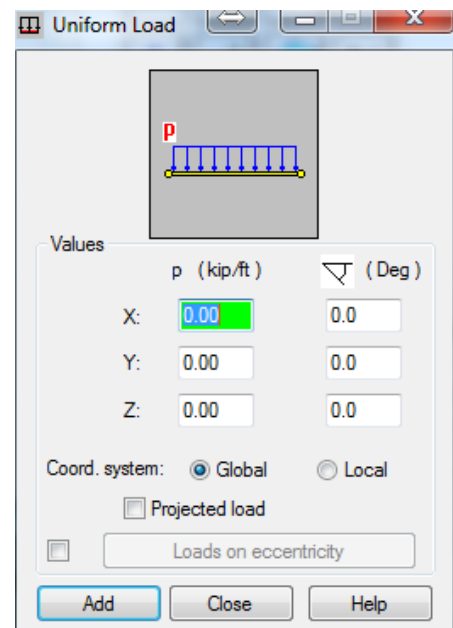 Uniform Load
p
Values
p (kip/ft) (Deg)
X: 0.00 0.0
Y: 0.00 0.0
Z: 0.00 0.0
Coord. system: Global Local
Projected load
Loads on eccentricity
Add Close Help